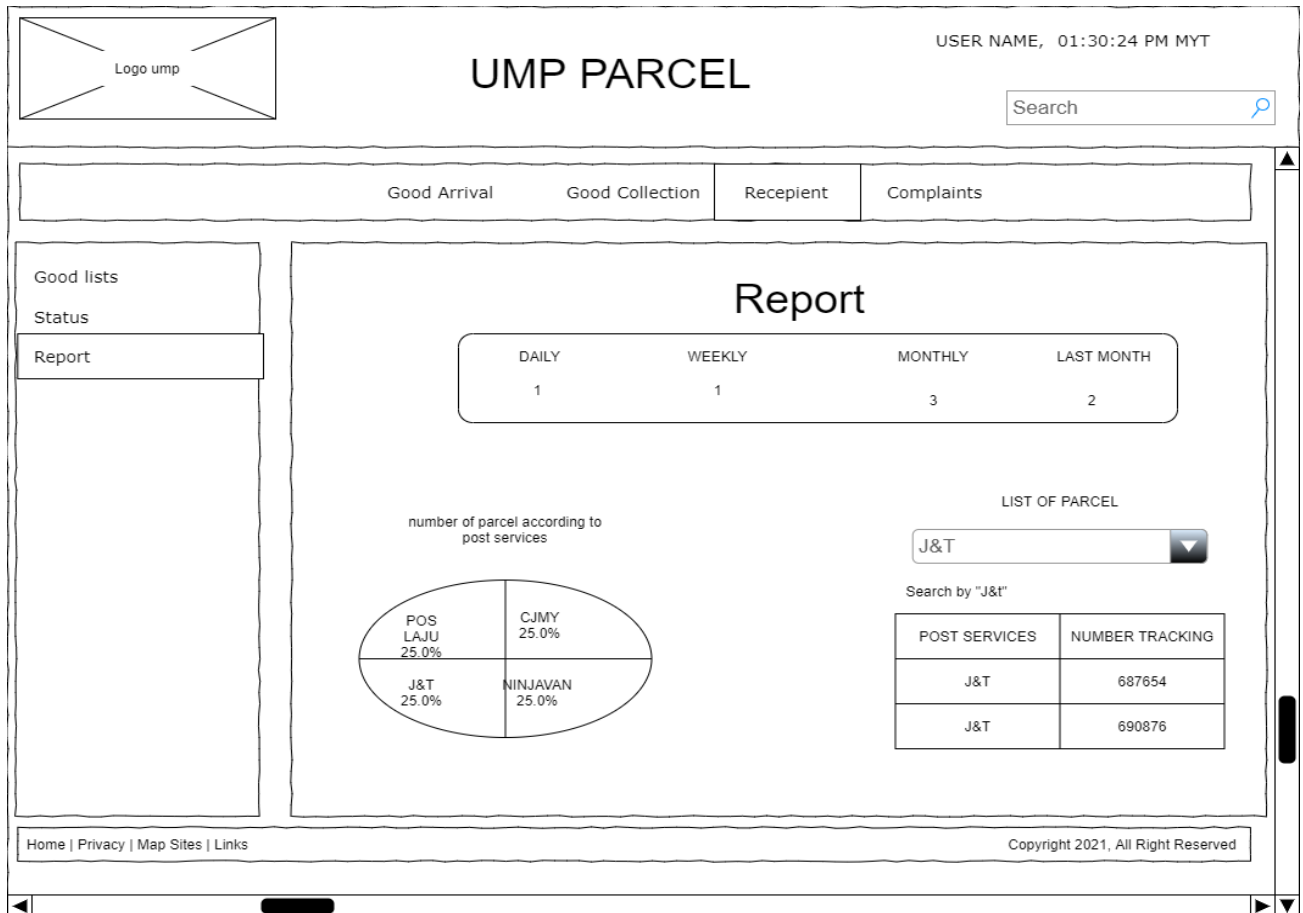 Logo ump
UMP PARCEL
USER NAME, 01:30:24 PM MYT
Search
Good Arrival
Good Collection
Recepient
Complaints
Good lists
Status
Report
Report
DAILY
WEEKLY
MONTHLY
LAST MONTH
1
1
3
2
number of parcel according to
post services
POS
LAJU
25.0%
CJMY
25.0%
J&T
25.0%
NINJAVAN
25.0%
LIST OF PARCEL
J&T
Search by "J&t"
POST SERVICES
NUMBER TRACKING
J&T
687654
J&T
690876
Home | Privacy | Map Sites | Links
Copyright 2021, All Right Reserved